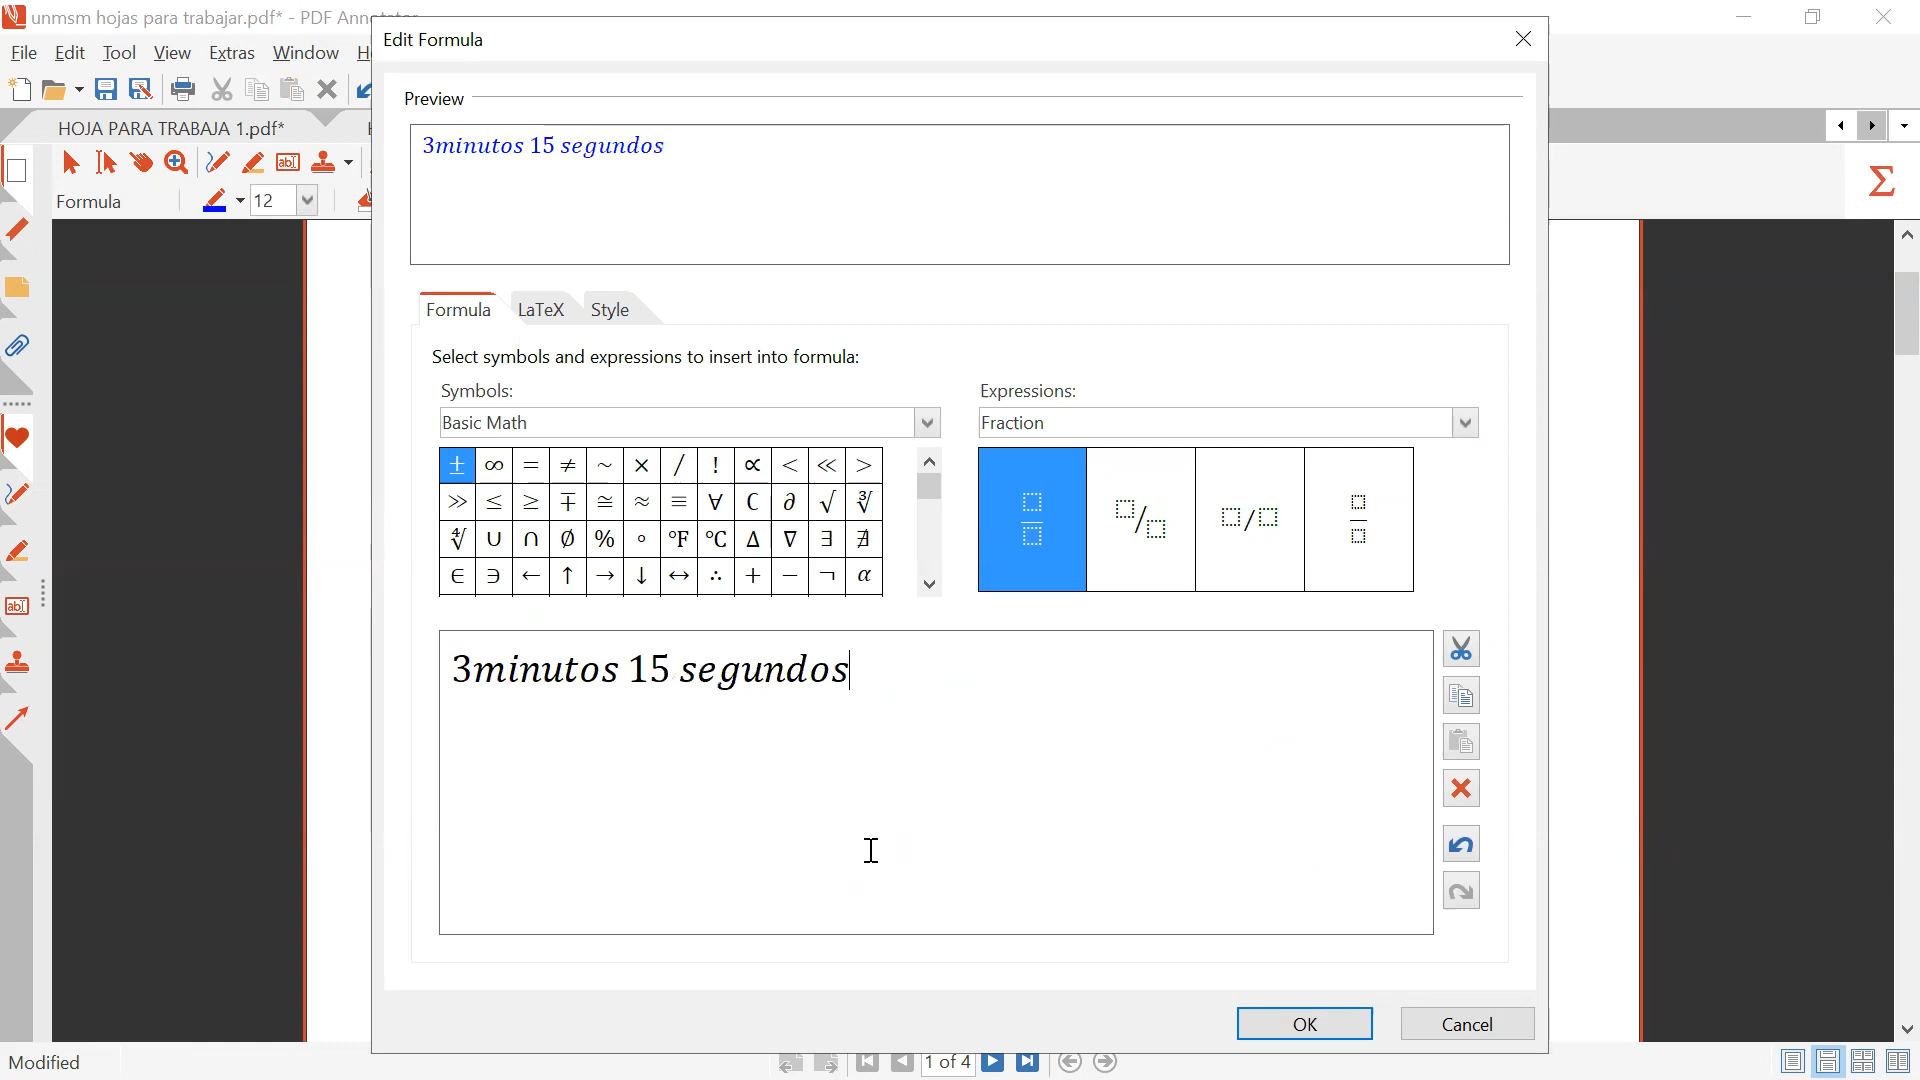 unmsm hojas para trabajar.pdf* - PDF Annotator
Edit Formula
File Edit Tool View Extras Window
Preview
3minutos 15 segundos
HOJA PARA TRABAJA 1.pdf*
Formula 12
Formula LaTeX Style
Select symbols and expressions to insert into formula:
Symbols: Expressions:
Basic Math Fraction
± ∞ = ≠ ~ × / ! ∝ < ≪ >
≫ ≤ ≥ ∓ ≅ ≈ ≡ ∀ ∁ ∂ √ ∛
∜ ∪ ∩ ∅ % ° °F °C ∆ ∇ ∃ ∄
∈ ∋ ← ↑ → ↓ ↔ ∴ + − ¬ α
3minutos 15 segundos
OK Cancel
Modified 1 of 4